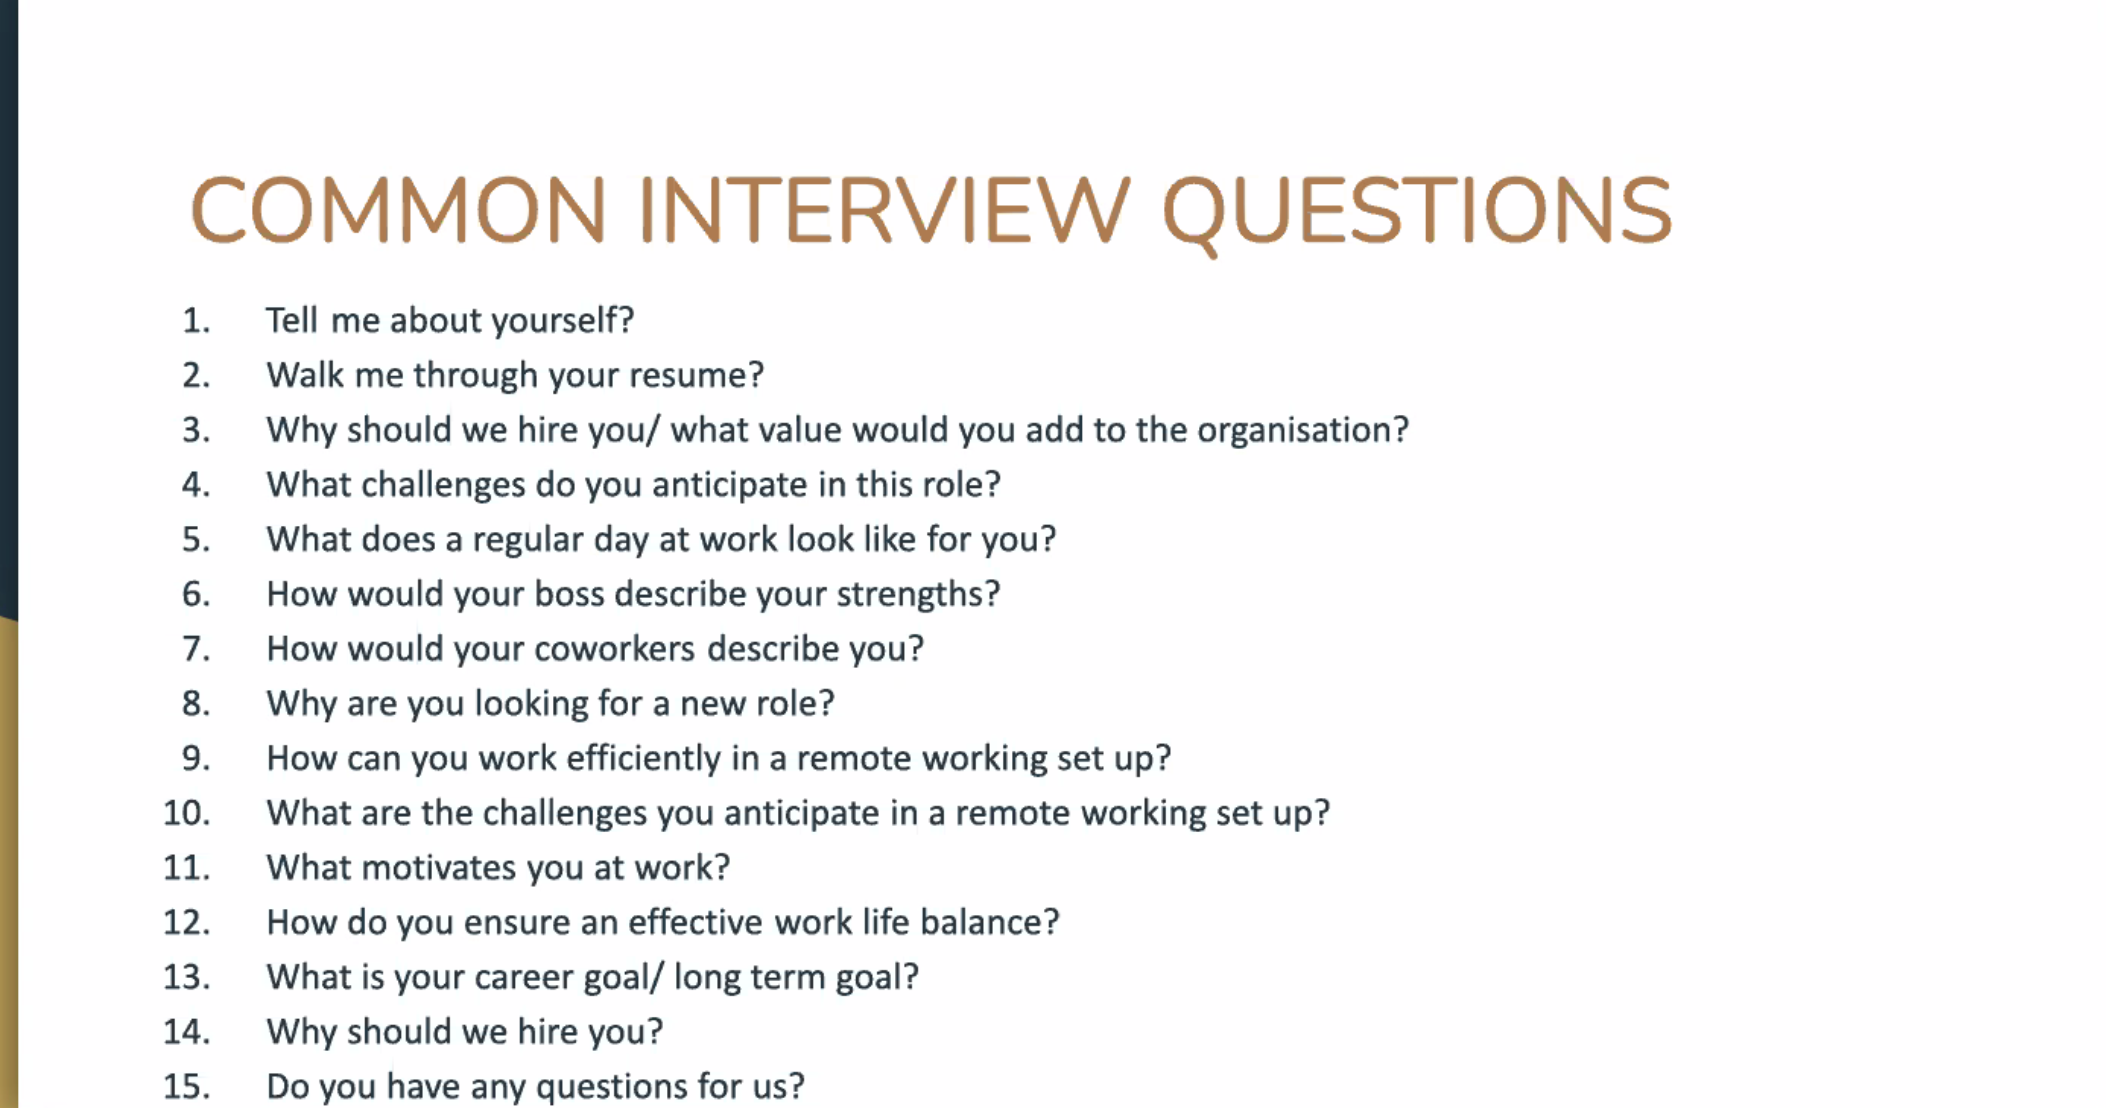 COMMON INTERVIEW QUESTIONS
1. Tell me about yourself?
2. Walk me through your resume?
3. Why should we hire you/ what value would you add to the organisation?
4. What challenges do you anticipate in this role?
5. What does a regular day at work look like for you?
6. How would your boss describe your strengths?
7. How would your coworkers describe you?
8. Why are you looking for a new role?
9. How can you work efficiently in a remote working set up?
10. What are the challenges you anticipate in a remote working set up?
11. What motivates you at work?
12. How do you ensure an effective work life balance?
13. What is your career goal/ long term goal?
14. Why should we hire you?
15. Do you have any questions for us?